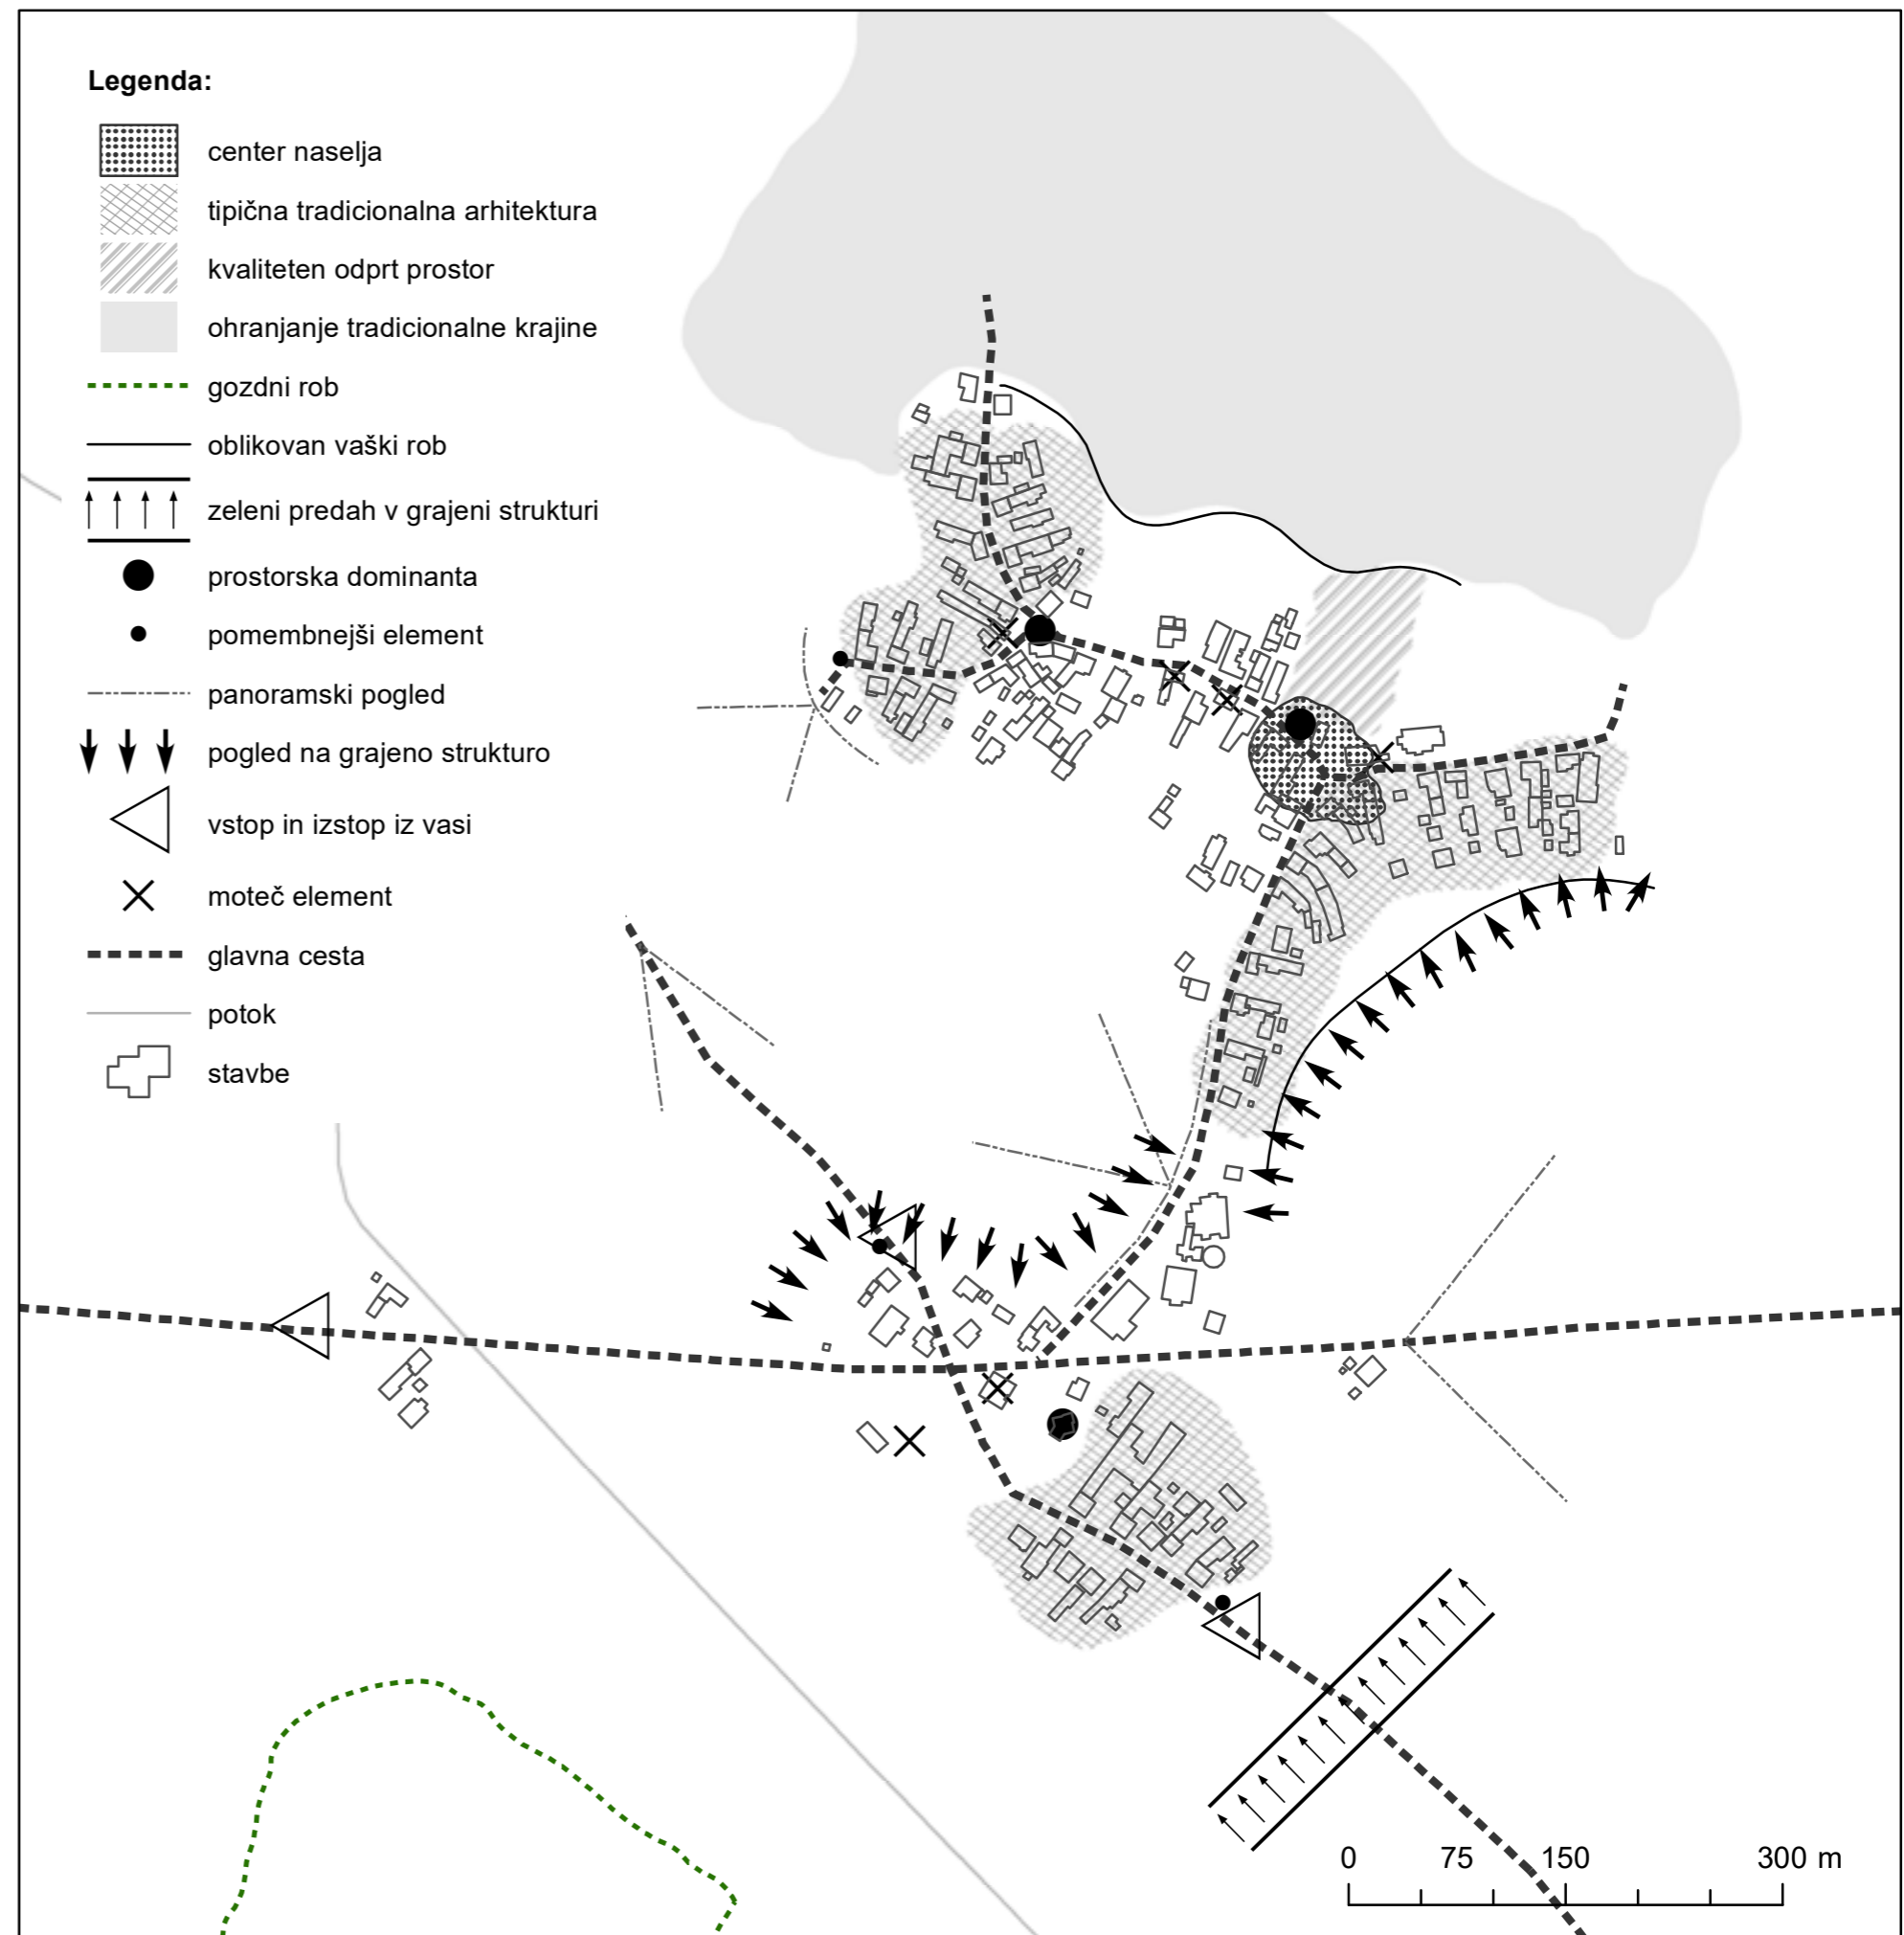 Legenda:
center naselja
tipična tradicionalna arhitektura
kvaliteten odprt prostor
ohranjanje tradicionalne krajine
gozdni rob
oblikovan vaški rob
zeleni predah v grajeni strukturi
prostorska dominanta
pomembnejši element
panoramski pogled
pogled na grajeno strukturo
vstop in izstop iz vasi
moteč element
glavna cesta
potok
stavbe
0 75 150 300 m